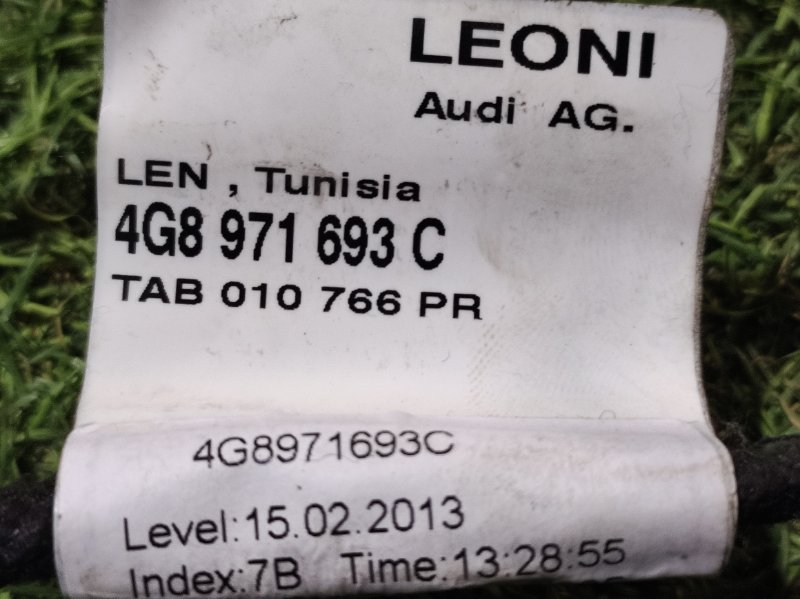 LEONI
Audi AG.
LEN , Tunisia
4G8 971 693 C
TAB 010 766 PR
4G8971693C
Level:15.02.2013
Index:7B Time:13:28:55